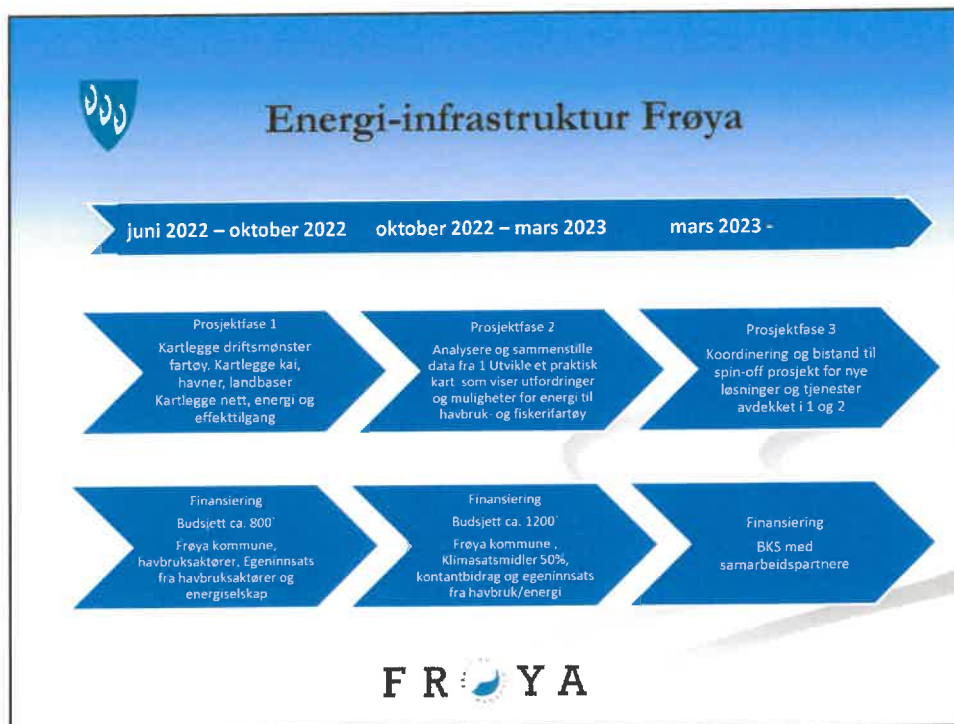 Energi-infrastruktur Frøya
juni 2022 – oktober 2022
oktober 2022 – mars 2023
mars 2023 -
Prosjektfase 1
Kartlegge driftsmønster
fartøy. Kartlegge kai,
havner, landbaser
Kartlegge nett, energi og
effekttilgang
Prosjektfase 2
Analysere og sammenstille
data fra 1 Utvikle et praktisk
kart som viser utfordringer
og muligheter for energi til
havbruk- og fiskerifartøy
Prosjektfase 3
Koordinering og bistand til
spin-off prosjekt for nye
løsninger og tjenester
avdekket i 1 og 2
Finansiering
Budsjett ca. 800'
Frøya kommune,
havbruksaktører, Egeninnsats
fra havbruksaktører og
energiselskap
Finansiering
Budsjett ca. 1200'
Frøya kommune ,
Klimasatsmidler 50%,
kontantbidrag og egeninnsats
fra havbruk/energi
Finansiering
BKS med
samarbeidspartnere
FRØYA